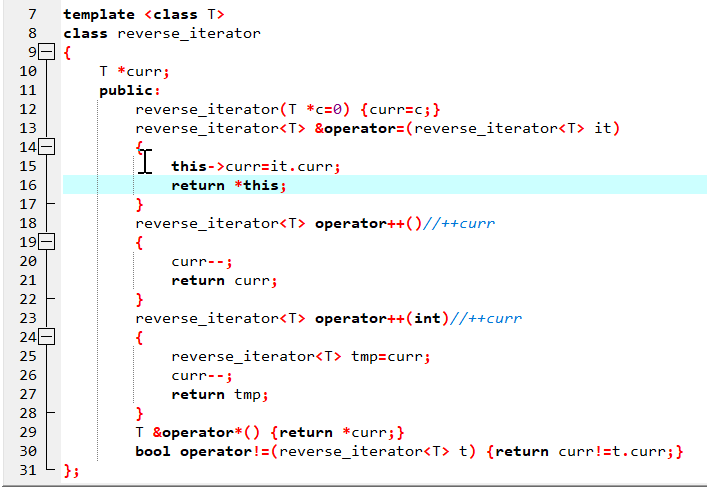 7 template <class T>
8 class reverse_iterator
9 {
10 T *curr;
11 public:
12 reverse_iterator(T *c=0) {curr=c;}
13 reverse_iterator<T> &operator=(reverse_iterator<T> it)
14 {
15 this->curr=it.curr;
16 return *this;
17 }
18 reverse_iterator<T> operator++()//++curr
19 {
20 curr--;
21 return curr;
22 }
23 reverse_iterator<T> operator++(int)//++curr
24 {
25 reverse_iterator<T> tmp=curr;
26 curr--;
27 return tmp;
28 }
29 T &operator*() {return *curr;}
30 bool operator!=(reverse_iterator<T> t) {return curr!=t.curr;}
31 };